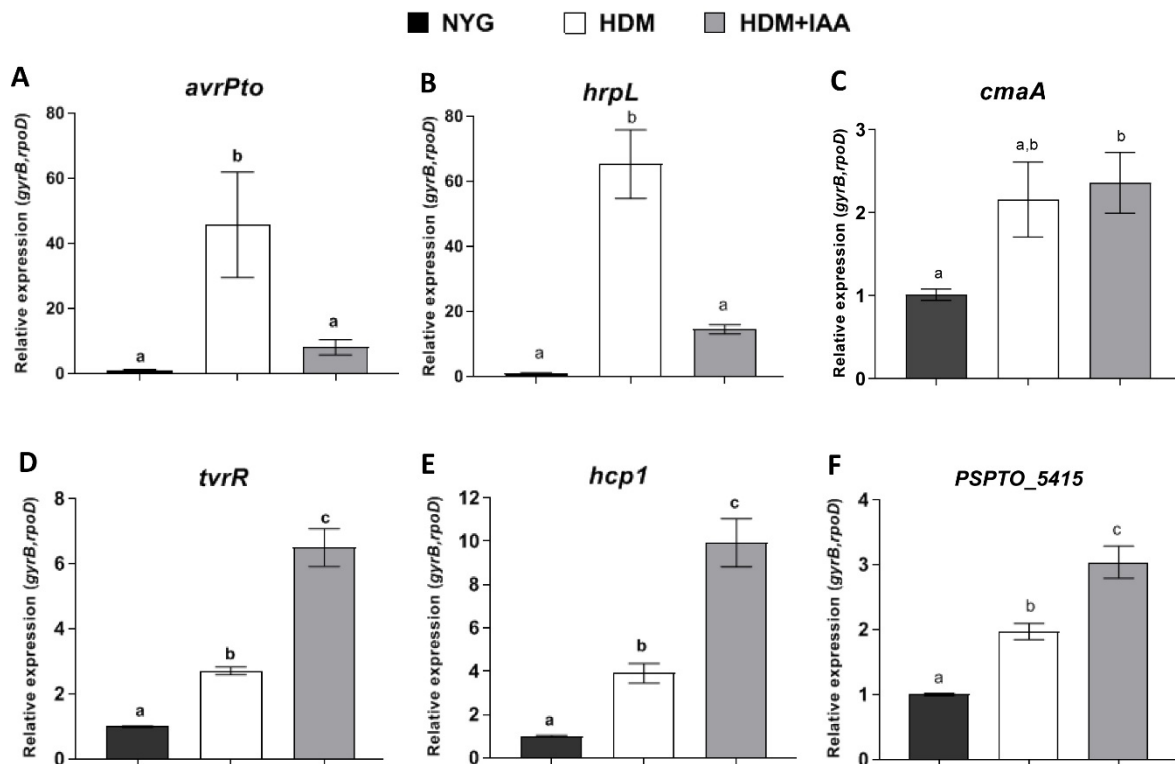 NYG HDM HDM+IAA
A
avrPto
Relative expression (gyrB,rpoD)
80
60
40
20
0
a
b
a
B
hrpL
Relative expression (gyrB,rpoD)
80
60
40
20
0
a
b
a
C
cmaA
Relative expression (gyrB,rpoD)
3
2
1
0
a
a,b
b
D
tvrR
Relative expression (gyrB,rpoD)
8
6
4
2
0
a
b
c
E
hcp1
Relative expression (gyrB,rpoD)
12
10
8
6
4
2
0
a
b
c
F
PSPTO_5415
Relative expression (gyrB,rpoD)
4
3
2
1
0
a
b
c